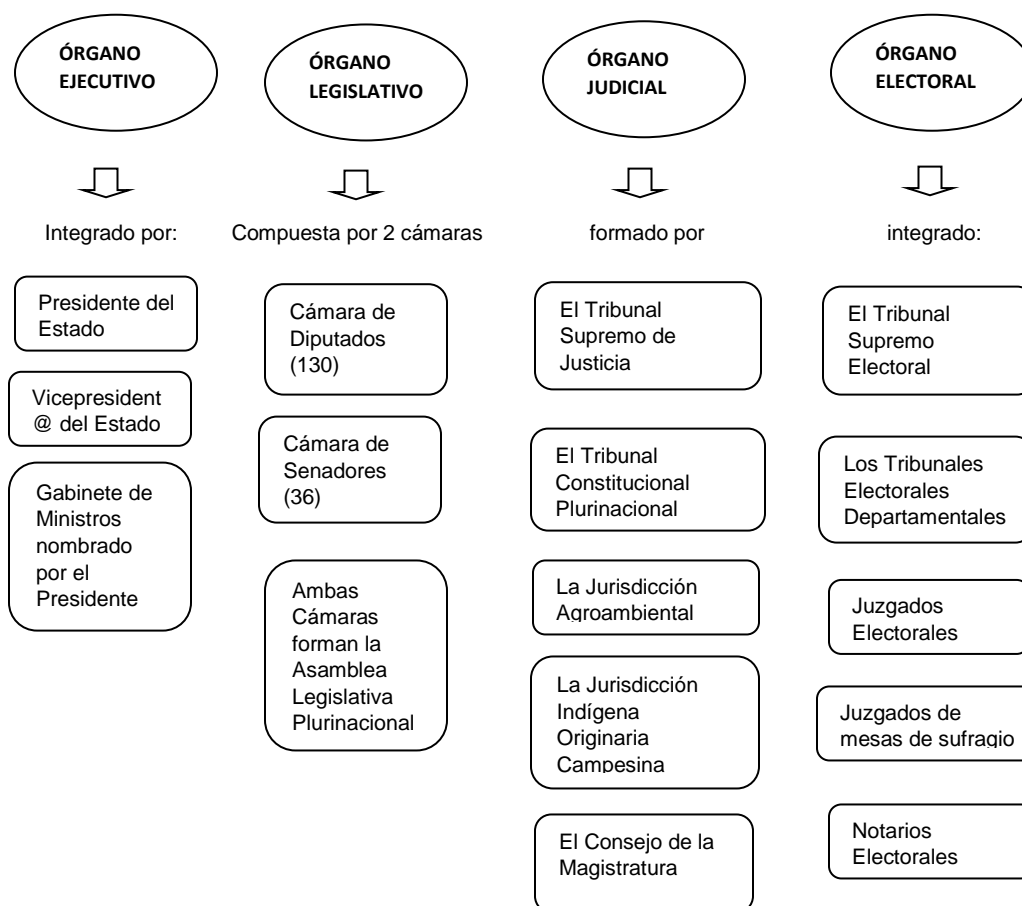 ÓRGANO
EJECUTIVO
Integrado por:
Presidente del
Estado
Vicepresident
@ del Estado
Gabinete de
Ministros
nombrado
por el
Presidente
ÓRGANO
LEGISLATIVO
Compuesta por 2 cámaras
Cámara de
Diputados
(130)
Cámara de
Senadores
(36)
Ambas
Cámaras
forman la
Asamblea
Legislativa
Plurinacional
ÓRGANO
JUDICIAL
formado por
El Tribunal
Supremo de
Justicia
El Tribunal
Constitucional
Plurinacional
La Jurisdicción
Agroambiental
La Jurisdicción
Indígena
Originaria
Campesina
El Consejo de la
Magistratura
ÓRGANO
ELECTORAL
integrado:
El Tribunal
Supremo
Electoral
Los Tribunales
Electorales
Departamentales
Juzgados
Electorales
Juzgados de
mesas de sufragio
Notarios
Electorales